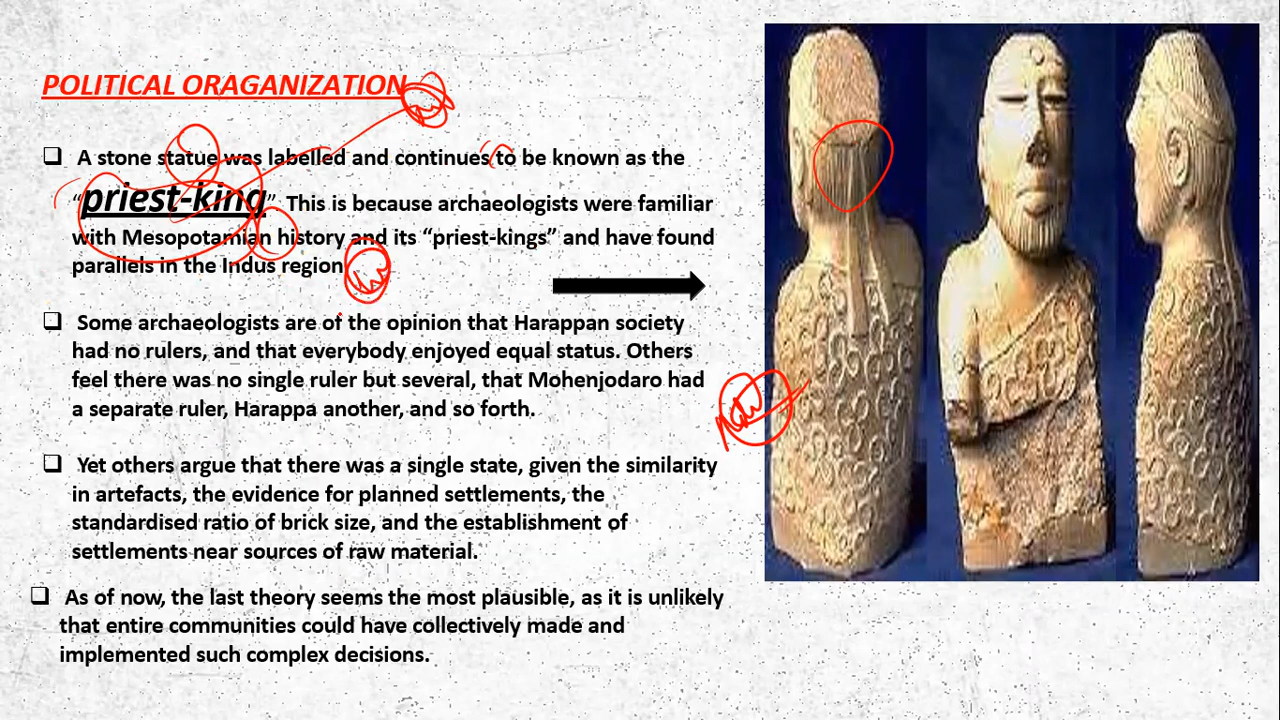 POLITICAL ORAGANIZATION
❑ A stone statue was labelled and continues to be known as the
“priest-king”. This is because archaeologists were familiar
with Mesopotamian history and its “priest-kings” and have found
parallels in the Indus region
❑ Some archaeologists are of the opinion that Harappan society
had no rulers, and that everybody enjoyed equal status. Others
feel there was no single ruler but several, that Mohenjodaro had
a separate ruler, Harappa another, and so forth.
❑ Yet others argue that there was a single state, given the similarity
in artefacts, the evidence for planned settlements, the
standardised ratio of brick size, and the establishment of
settlements near sources of raw material.
❑ As of now, the last theory seems the most plausible, as it is unlikely
that entire communities could have collectively made and
implemented such complex decisions.